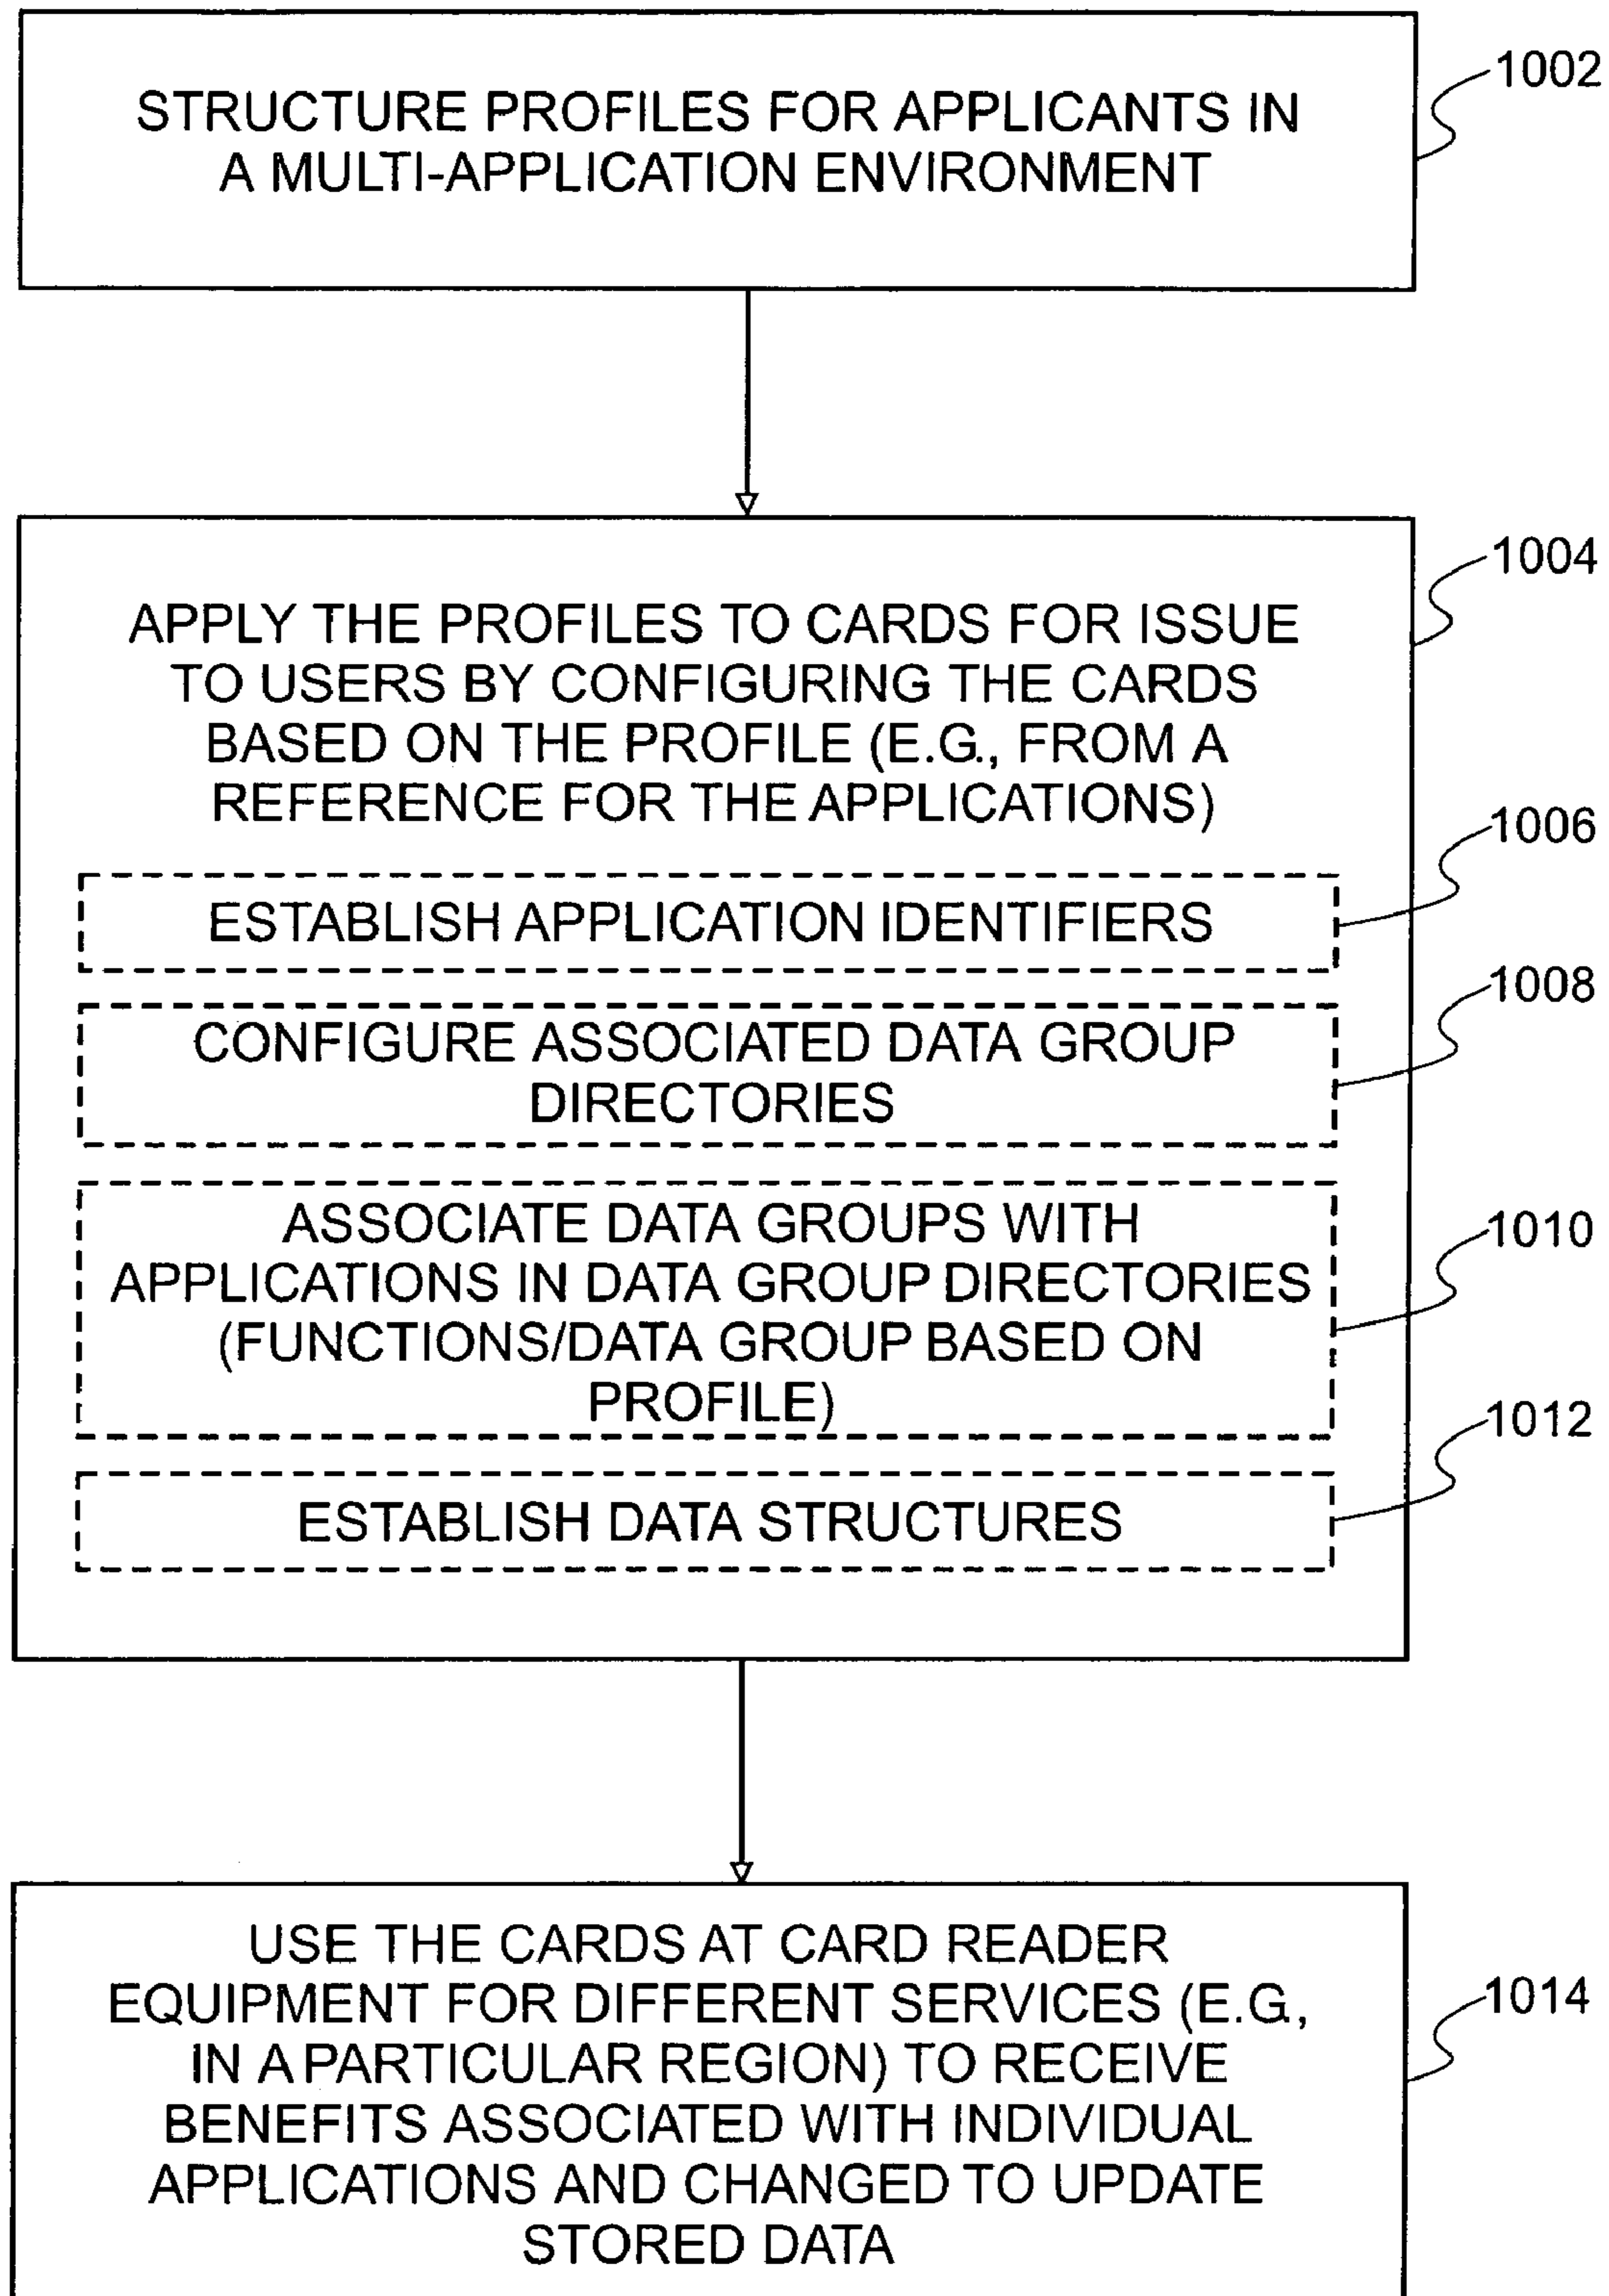 STRUCTURE PROFILES FOR APPLICANTS IN
A MULTI-APPLICATION ENVIRONMENT
1002
APPLY THE PROFILES TO CARDS FOR ISSUE
TO USERS BY CONFIGURING THE CARDS
BASED ON THE PROFILE (E.G., FROM A
REFERENCE FOR THE APPLICATIONS)
1004
ESTABLISH APPLICATION IDENTIFIERS
1006
CONFIGURE ASSOCIATED DATA GROUP
DIRECTORIES
1008
ASSOCIATE DATA GROUPS WITH
APPLICATIONS IN DATA GROUP DIRECTORIES
(FUNCTIONS/DATA GROUP BASED ON
PROFILE)
1010
ESTABLISH DATA STRUCTURES
1012
USE THE CARDS AT CARD READER
EQUIPMENT FOR DIFFERENT SERVICES (E.G.,
IN A PARTICULAR REGION) TO RECEIVE
BENEFITS ASSOCIATED WITH INDIVIDUAL
APPLICATIONS AND CHANGED TO UPDATE
STORED DATA
1014